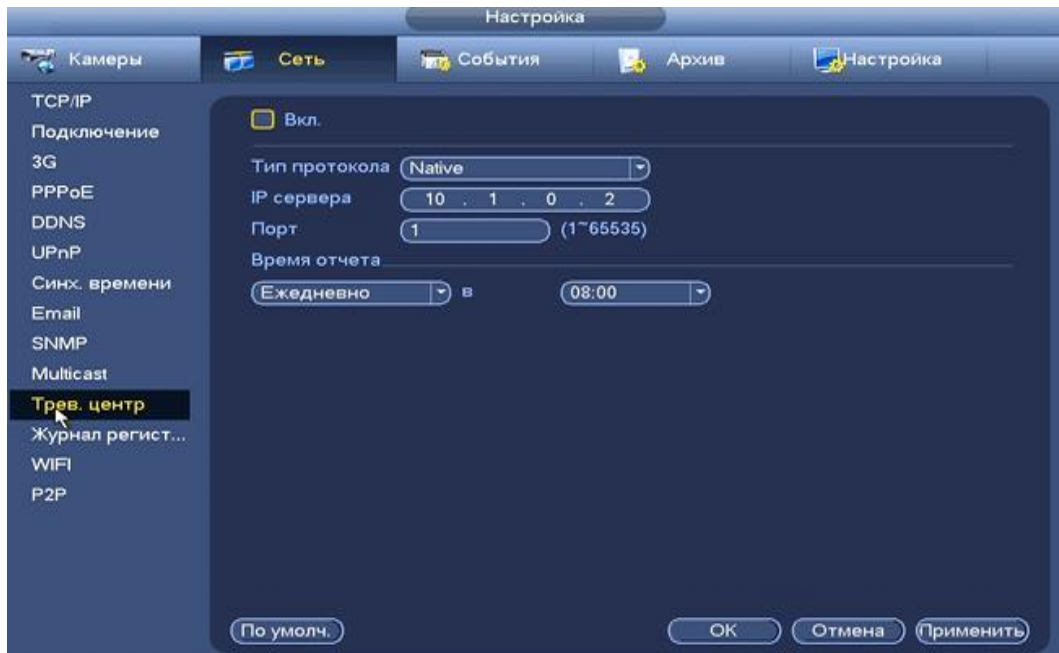 Настройка
Камеры Сеть События Архив Настройка
TCP/IP
Подключение
3G
PPPoE
DDNS
UPnP
Синх. времени
Email
SNMP
Multicast
Трев. центр
Журнал регист...
WIFI
P2P
Вкл.
Тип протокола Native
IP сервера 10 . 1 . 0 . 2
Порт 1 (1~65535)
Время отчета
Ежедневно в 08:00
По умолч. OK Отмена Применить